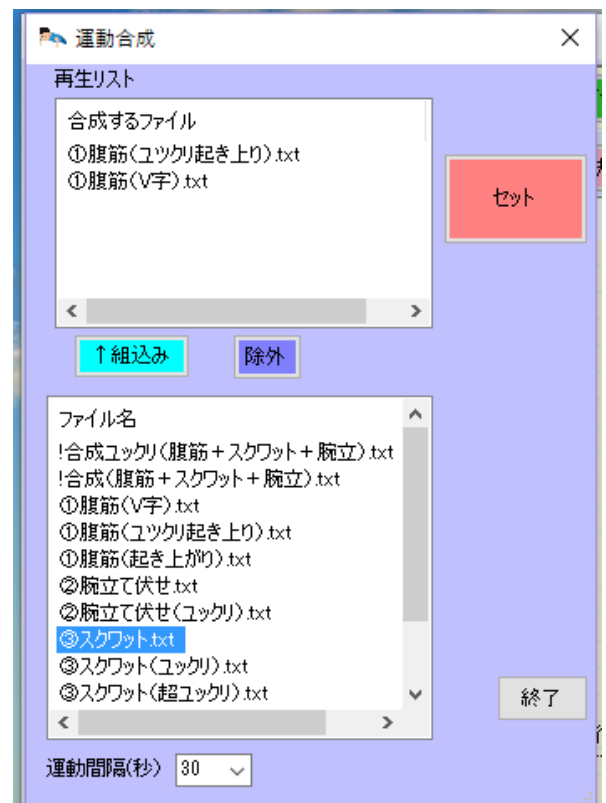 運動合成
再生リスト
合成するファイル
①腹筋(ユツクリ起き上り).txt
①腹筋(V字).txt
セット
↑組込み
除外
ファイル名
!合成ユックリ(腹筋+スクワット+腕立).txt
!合成(腹筋+スクワット+腕立).txt
①腹筋(V字).txt
①腹筋(ユツクリ起き上り).txt
①腹筋(起き上がり).txt
②腕立て伏せ.txt
②腕立て伏せ(ユックリ).txt
③スクワット.txt
③スクワット(ユックリ).txt
③スクワット(超ユックリ).txt
終了
運動間隔(秒) 30